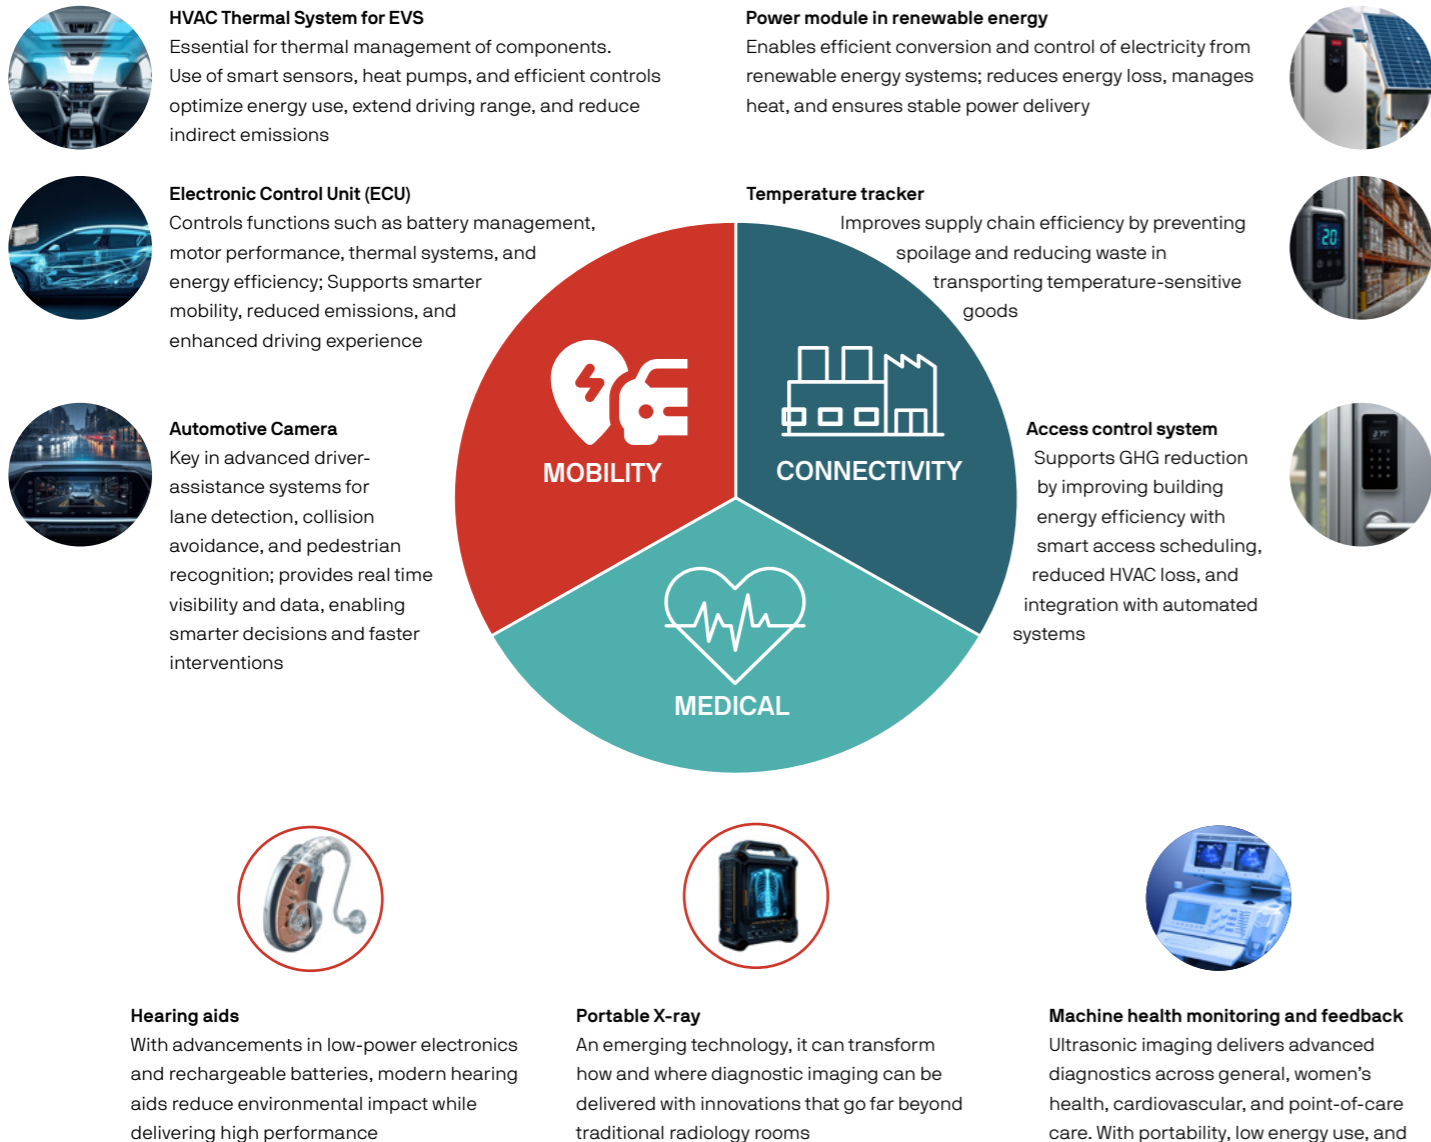 HVAC Thermal System for EVS
Essential for thermal management of components.
Use of smart sensors, heat pumps, and efficient controls
optimize energy use, extend driving range, and reduce
indirect emissions
Power module in renewable energy
Enables efficient conversion and control of electricity from
renewable energy systems; reduces energy loss, manages
heat, and ensures stable power delivery
Electronic Control Unit (ECU)
Controls functions such as battery management,
motor performance, thermal systems, and
energy efficiency; Supports smarter
mobility, reduced emissions, and
enhanced driving experience
Temperature tracker
Improves supply chain efficiency by preventing
spoilage and reducing waste in
transporting temperature-sensitive
goods
20
Automotive Camera
Key in advanced driver-
assistance systems for
lane detection, collision
avoidance, and pedestrian
recognition; provides real time
visibility and data, enabling
smarter decisions and faster
interventions
MOBILITY
CONNECTIVITY
MEDICAL
Access control system
Supports GHG reduction
by improving building
energy efficiency with
smart access scheduling,
reduced HVAC loss, and
integration with automated
systems
Hearing aids
With advancements in low-power electronics
and rechargeable batteries, modern hearing
aids reduce environmental impact while
delivering high performance
Portable X-ray
An emerging technology, it can transform
how and where diagnostic imaging can be
delivered with innovations that go far beyond
traditional radiology rooms
Machine health monitoring and feedback
Ultrasonic imaging delivers advanced
diagnostics across general, women's
health, cardiovascular, and point-of-care
care. With portability, low energy use, and